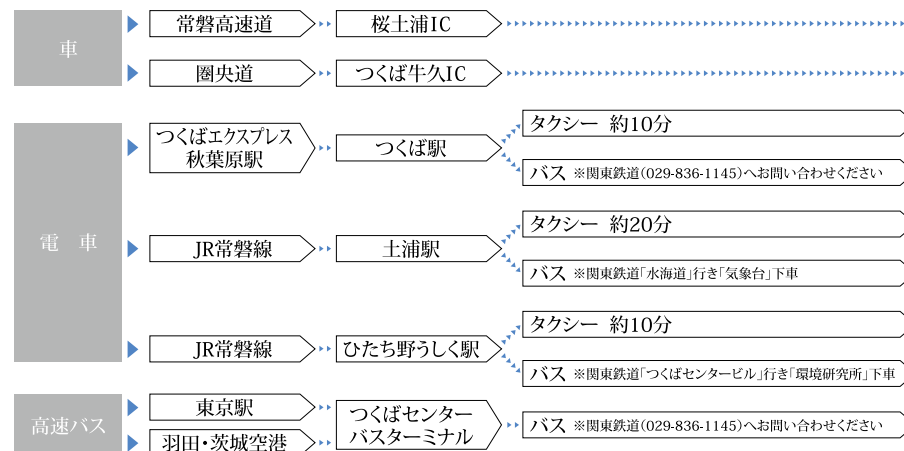 車
常磐高速道
桜土浦IC
圏央道
つくば牛久IC
電　車
つくばエクスプレス
秋葉原駅
つくば駅
タクシー 約10分
バス ※関東鉄道(029-836-1145)へお問い合わせください
JR常磐線
土浦駅
タクシー 約20分
バス ※関東鉄道「水海道」行き「気象台」下車
JR常磐線
ひたち野うしく駅
タクシー 約10分
バス ※関東鉄道「つくばセンタービル」行き「環境研究所」下車
高速バス
東京駅
羽田・茨城空港
つくばセンター
バスターミナル
バス ※関東鉄道(029-836-1145)へお問い合わせください